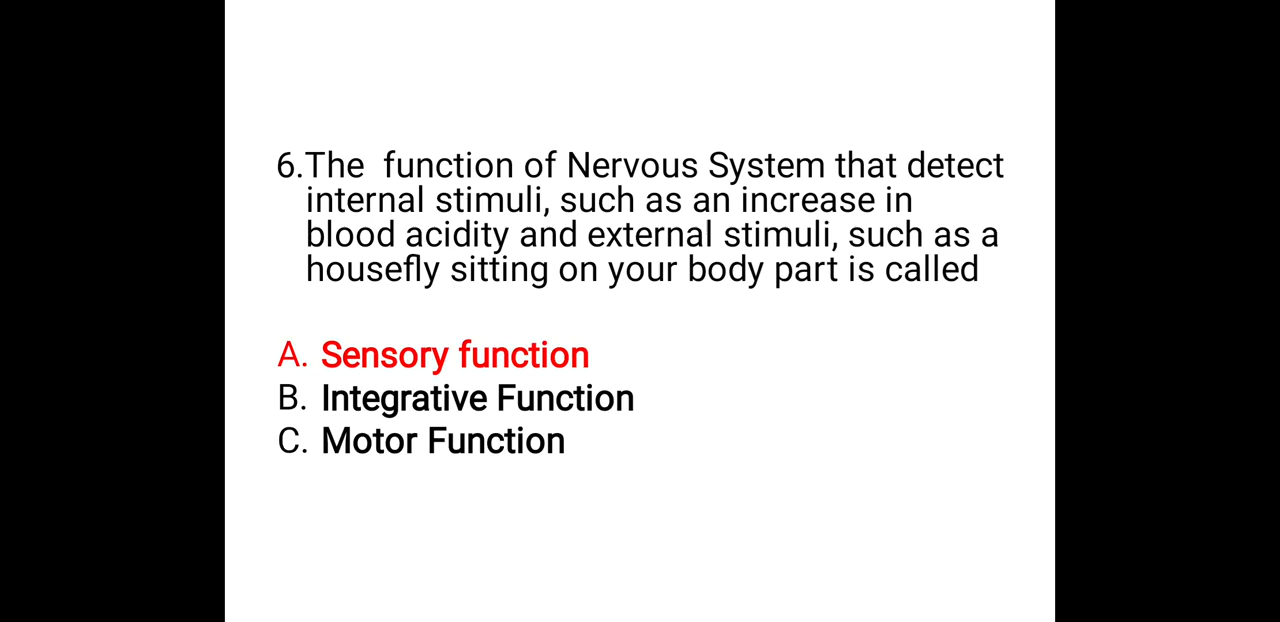 6.The  function of Nervous System that detect
internal stimuli, such as an increase in
blood acidity and external stimuli, such as a
housefly sitting on your body part is called
A. Sensory function
B. Integrative Function
C. Motor Function